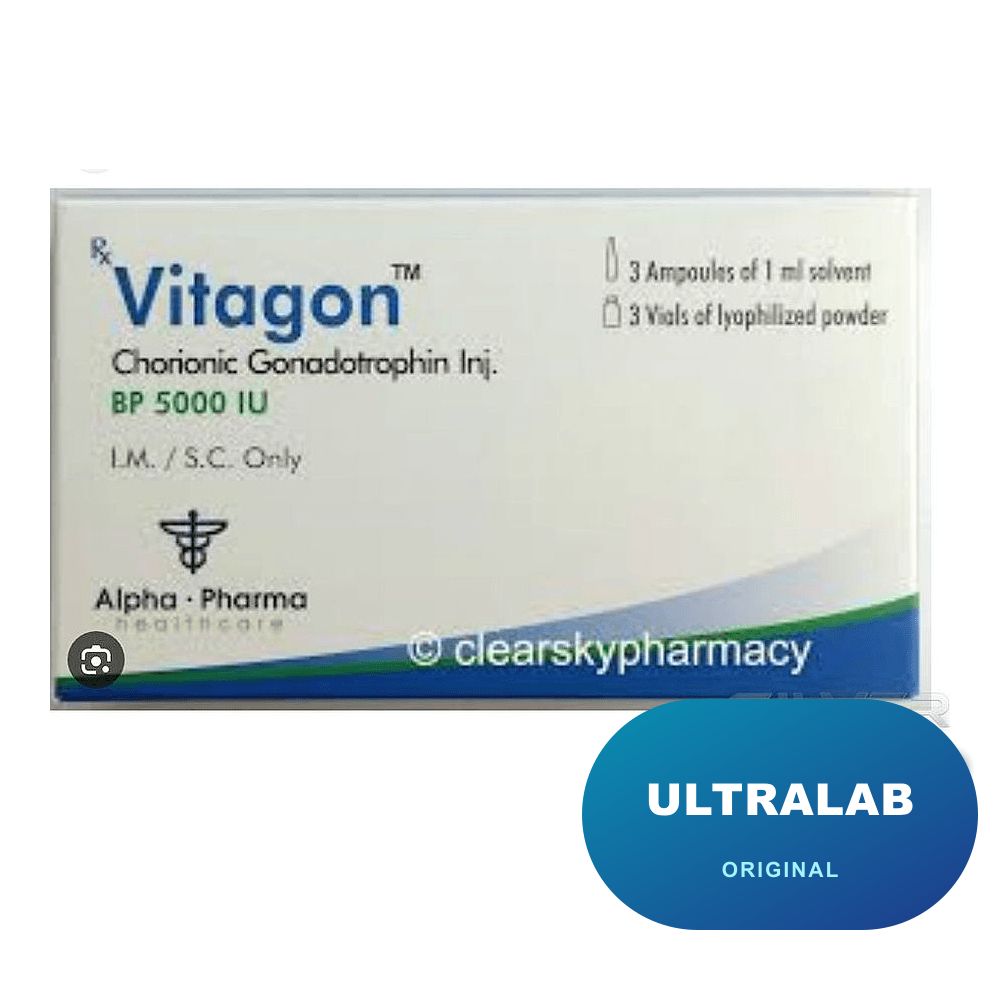 Rx
Vitagon™
Chorionic Gonadotrophin Inj.
BP 5000 IU
I.M. / S.C. Only
3 Ampoules of 1 ml solvent
3 Vials of lyophilized powder
Alpha · Pharma
healthcare
© clearskypharmacy
ULTRALAB
ORIGINAL